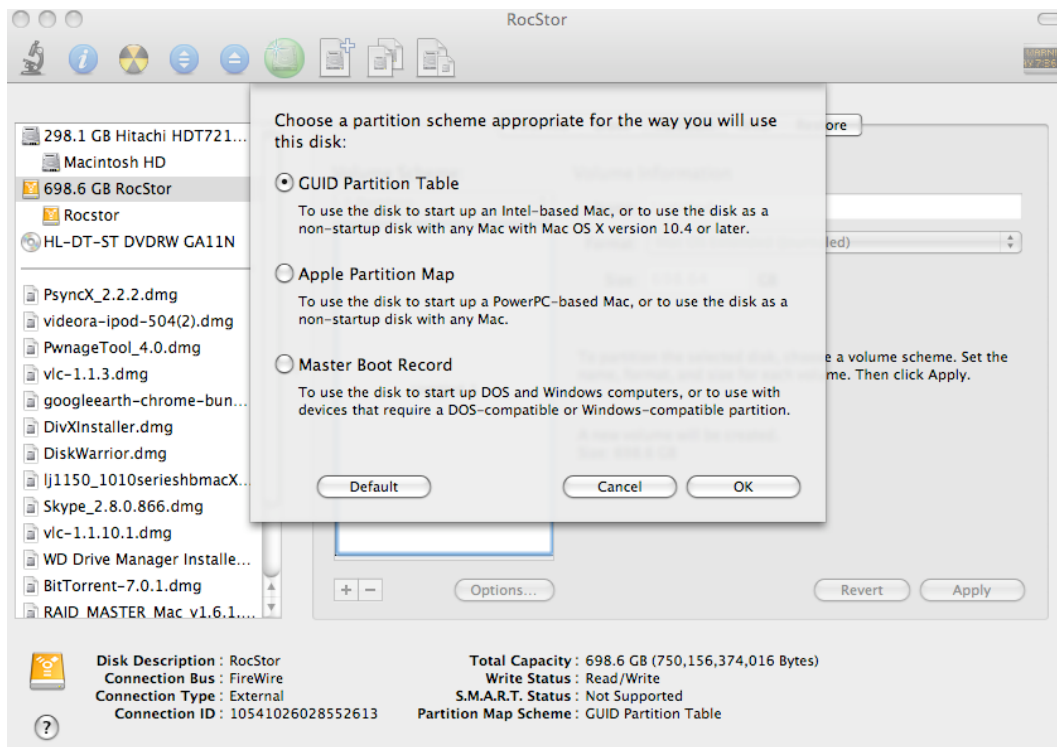 RocStor
298.1 GB Hitachi HDT721...
Macintosh HD
698.6 GB RocStor
Rocstor
HL-DT-ST DVDRW GA11N
PsyncX_2.2.2.dmg
videora-ipod-504(2).dmg
PwnageTool_4.0.dmg
vlc-1.1.3.dmg
googleearth-chrome-bun...
DivXInstaller.dmg
DiskWarrior.dmg
lj1150_1010serieshbmacX...
Skype_2.8.0.866.dmg
vlc-1.1.10.1.dmg
WD Drive Manager Installe...
BitTorrent-7.0.1.dmg
RAID MASTER Mac v1.6.1....
Choose a partition scheme appropriate for the way you will use
this disk:
GUID Partition Table
To use the disk to start up an Intel-based Mac, or to use the disk as a
non-startup disk with any Mac with Mac OS X version 10.4 or later.
Apple Partition Map
To use the disk to start up a PowerPC-based Mac, or to use the disk as a
non-startup disk with any Mac.
Master Boot Record
To use the disk to start up DOS and Windows computers, or to use with
devices that require a DOS-compatible or Windows-compatible partition.
Default
Cancel
OK
ore
led)
e a volume scheme. Set the
me. Then click Apply.
+ −
Options...
Revert
Apply
Disk Description : RocStor
Connection Bus : FireWire
Connection Type : External
Connection ID : 10541026028552613
Total Capacity : 698.6 GB (750,156,374,016 Bytes)
Write Status : Read/Write
S.M.A.R.T. Status : Not Supported
Partition Map Scheme : GUID Partition Table
?